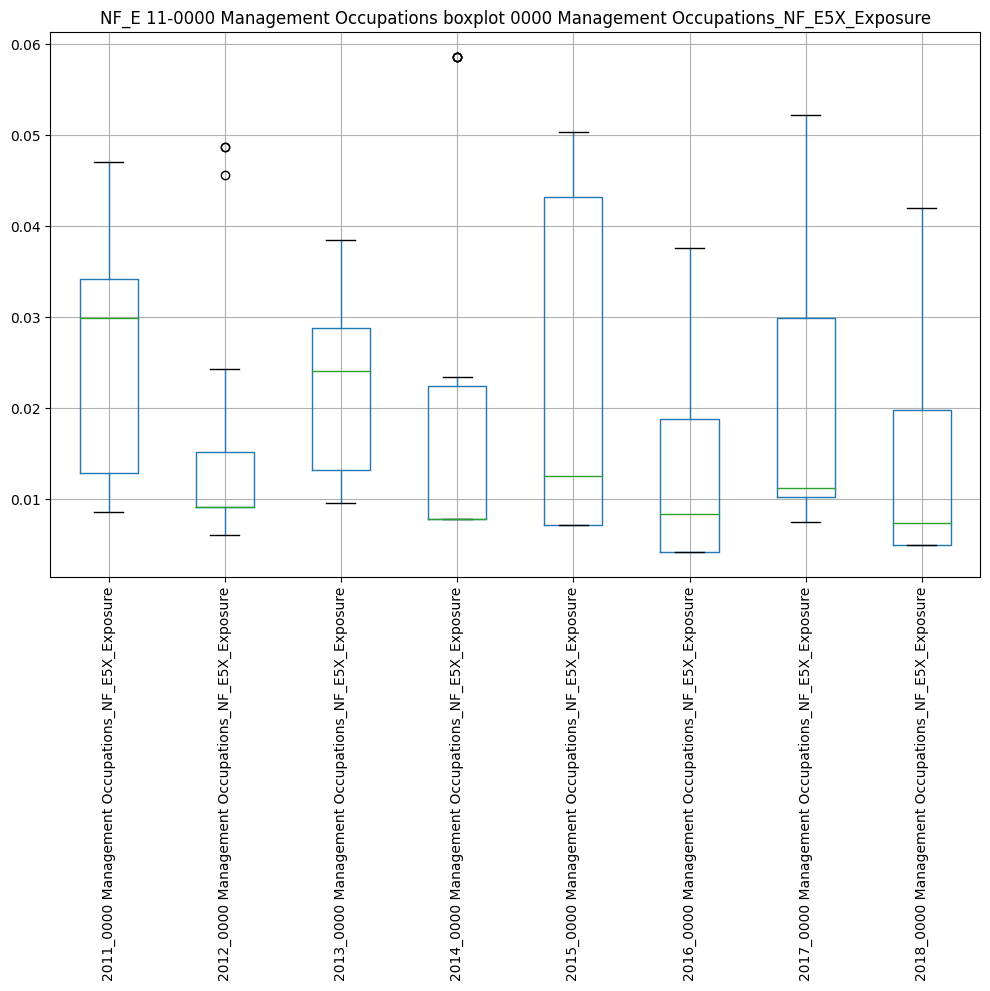 NF_E 11-0000 Management Occupations boxplot 0000 Management Occupations_NF_E5X_Exposure
0.06
0.05
0.04
0.03
0.02
0.01
2011_0000 Management Occupations_NF_E5X_Exposure
2012_0000 Management Occupations_NF_E5X_Exposure
2013_0000 Management Occupations_NF_E5X_Exposure
2014_0000 Management Occupations_NF_E5X_Exposure
2015_0000 Management Occupations_NF_E5X_Exposure
2016_0000 Management Occupations_NF_E5X_Exposure
2017_0000 Management Occupations_NF_E5X_Exposure
2018_0000 Management Occupations_NF_E5X_Exposure